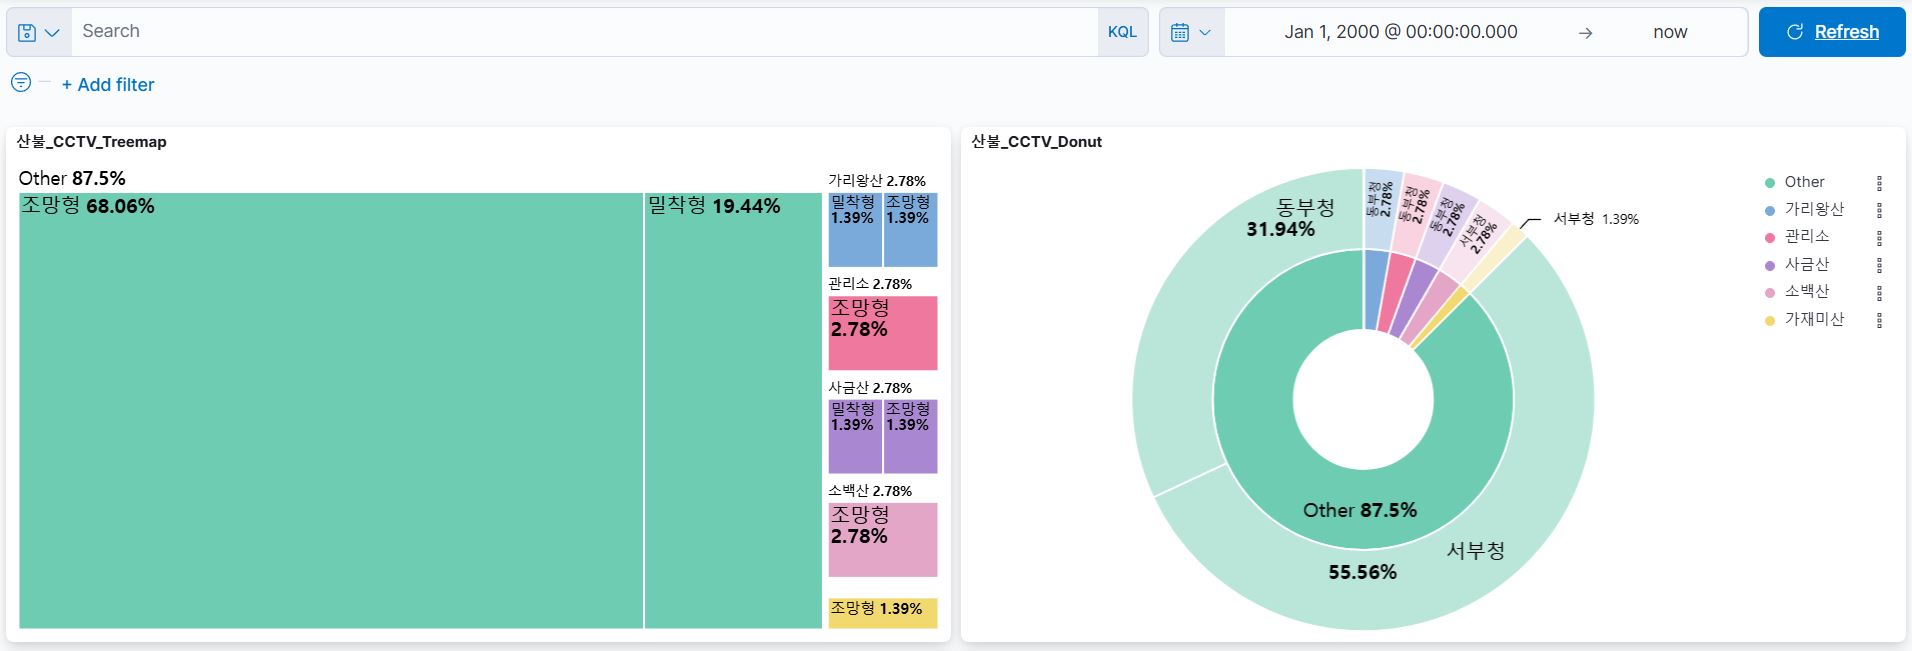 Search
KQL
Jan 1, 2000 @ 00:00:00.000
→
now
Refresh
+ Add filter
산불_CCTV_Treemap
Other 87.5%
조망형 68.06%
밀착형 19.44%
가리왕산 2.78%
밀착형
1.39%
조망형
1.39%
관리소 2.78%
조망형
2.78%
사금산 2.78%
밀착형
1.39%
조망형
1.39%
소백산 2.78%
조망형
2.78%
조망형 1.39%
산불_CCTV_Donut
동부청
31.94%
동부청
2.78%
동부청
2.78%
동부청
2.78%
서부청
2.78%
서부청 1.39%
Other 87.5%
서부청
55.56%
Other
가리왕산
관리소
사금산
소백산
가재미산